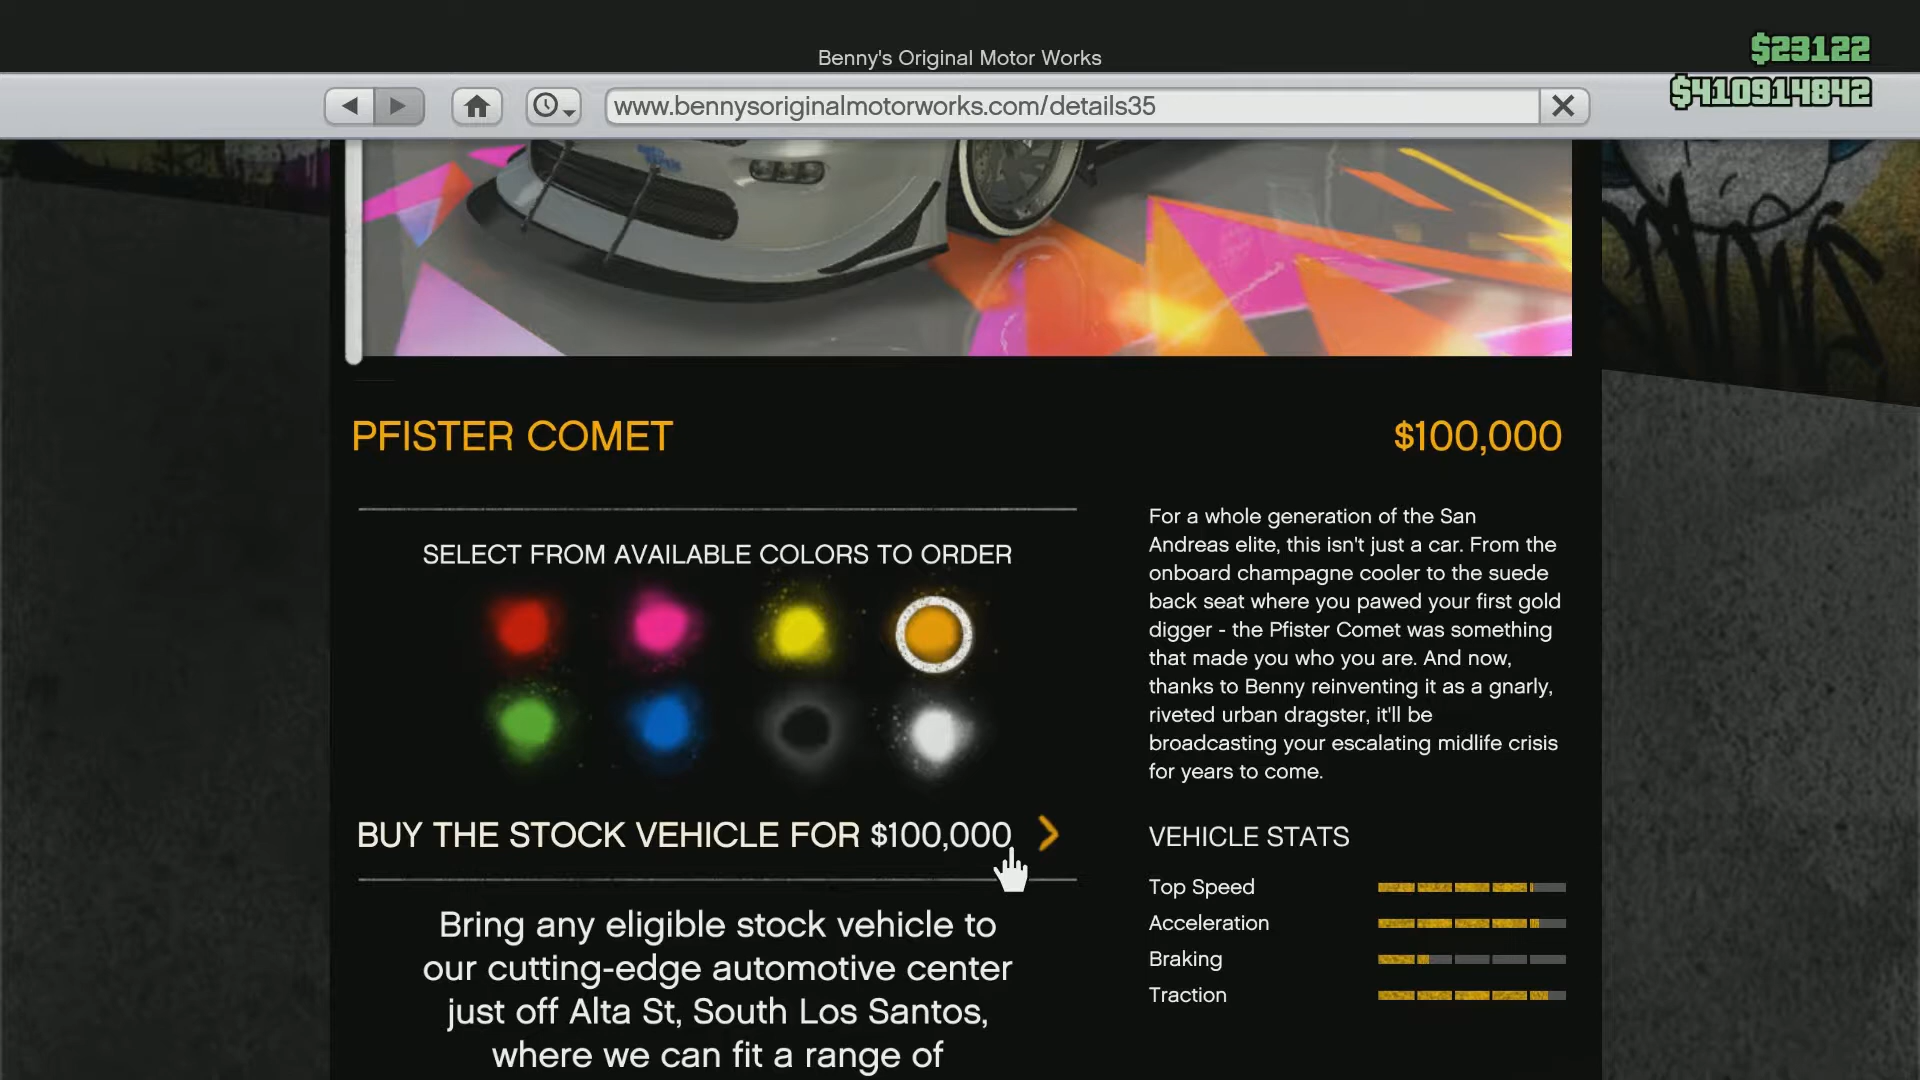 Benny's Original Motor Works
$23122
$410914842
www.bennysoriginalmotorworks.com/details35
PFISTER COMET
$100,000
SELECT FROM AVAILABLE COLORS TO ORDER
BUY THE STOCK VEHICLE FOR $100,000
Bring any eligible stock vehicle to
our cutting-edge automotive center
just off Alta St, South Los Santos,
where we can fit a range of
For a whole generation of the San
Andreas elite, this isn't just a car. From the
onboard champagne cooler to the suede
back seat where you pawed your first gold
digger - the Pfister Comet was something
that made you who you are. And now,
thanks to Benny reinventing it as a gnarly,
riveted urban dragster, it'll be
broadcasting your escalating midlife crisis
for years to come.
VEHICLE STATS
Top Speed
Acceleration
Braking
Traction